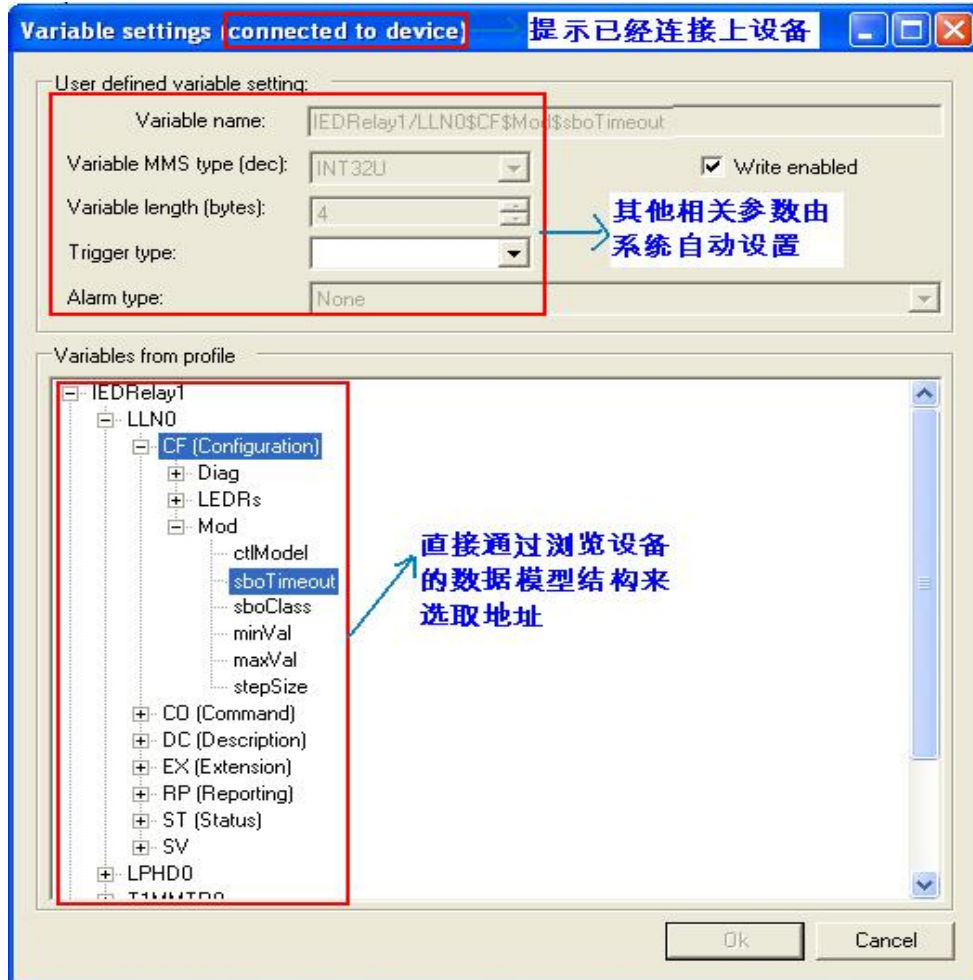 Variable settings (connected to device) 提示已经连接上设备
User defined variable setting:
Variable name: IEDRelay1/LLN0$CF$Mod$sboTimeout
Variable MMS type (dec): INT32U Write enabled
Variable length (bytes): 4
其他相关参数由
系统自动设置
Trigger type:
Alarm type: None
Variables from profile
IEDRelay1
LLN0
CF (Configuration)
Diag
LEDRs
Mod
ctlModel
sboTimeout
sboClass
minVal
maxVal
stepSize
直接通过浏览设备
的数据模型结构来
选取地址
CO (Command)
DC (Description)
EX (Extension)
RP (Reporting)
ST (Status)
SV
LPHD0
Ok Cancel